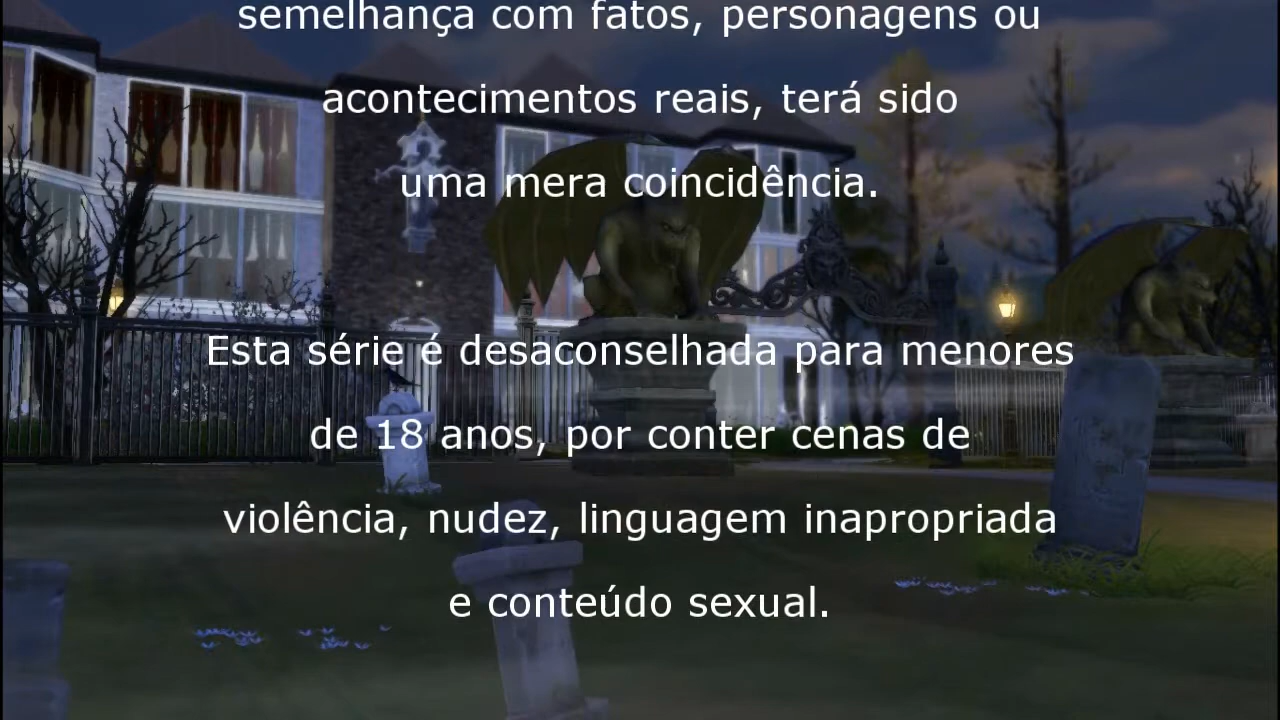 semelhança com fatos, personagens ou
acontecimentos reais, terá sido
uma mera coincidência.
Esta série é desaconselhada para menores
de 18 anos, por conter cenas de
violência, nudez, linguagem inapropriada
e conteúdo sexual.